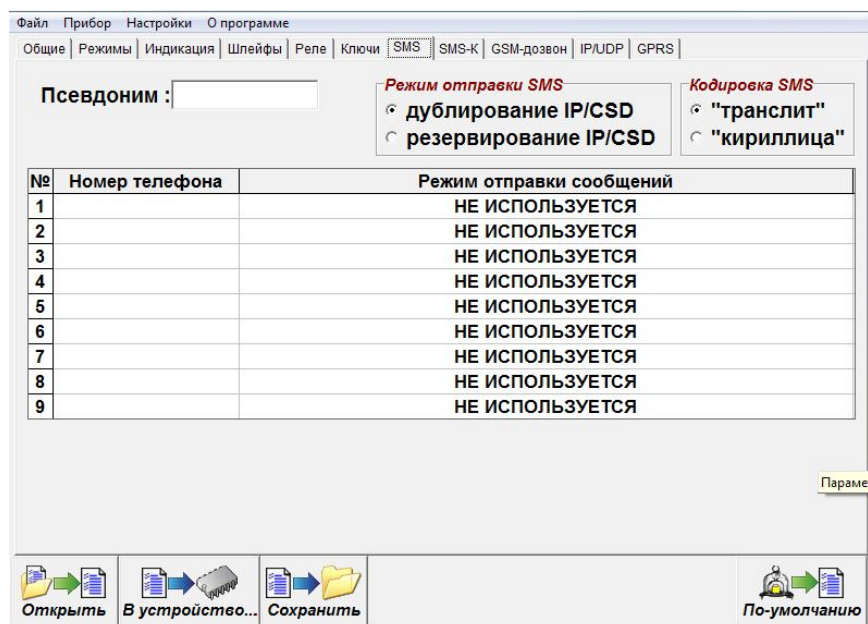 Файл Прибор Настройки О программе
Общие Режимы Индикация Шлейфы Реле Ключи SMS SMS-К GSM-дозвон IP/UDP GPRS
Псевдоним :
Режим отправки SMS
дублирование IP/CSD
резервирование IP/CSD
Кодировка SMS
"транслит"
"кириллица"
№ Номер телефона Режим отправки сообщений
1 НЕ ИСПОЛЬЗУЕТСЯ
2 НЕ ИСПОЛЬЗУЕТСЯ
3 НЕ ИСПОЛЬЗУЕТСЯ
4 НЕ ИСПОЛЬЗУЕТСЯ
5 НЕ ИСПОЛЬЗУЕТСЯ
6 НЕ ИСПОЛЬЗУЕТСЯ
7 НЕ ИСПОЛЬЗУЕТСЯ
8 НЕ ИСПОЛЬЗУЕТСЯ
9 НЕ ИСПОЛЬЗУЕТСЯ
Параме
Открыть В устройство... Сохранить По-умолчанию